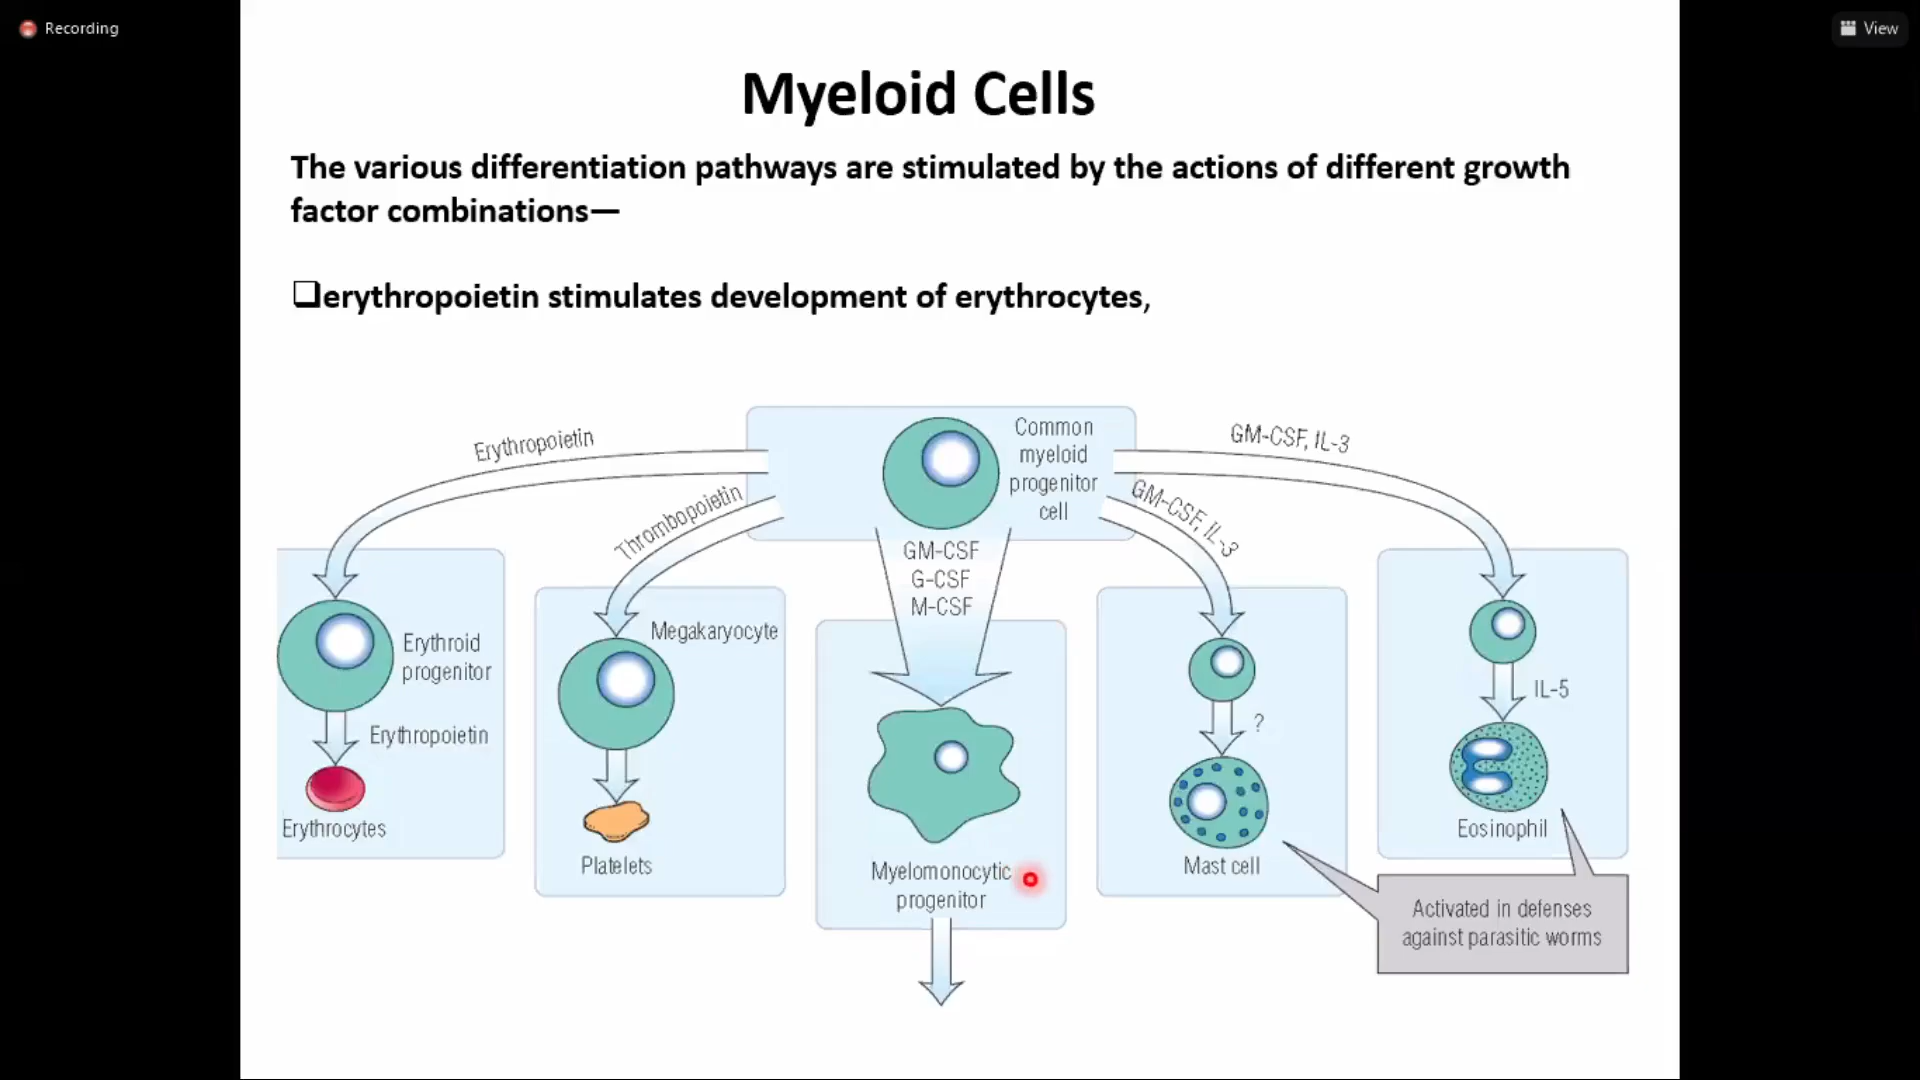 Recording
View
Myeloid Cells
The various differentiation pathways are stimulated by the actions of different growth
factor combinations—
❑erythropoietin stimulates development of erythrocytes,
Erythropoietin
Thrombopoietin
Common
myeloid
progenitor
cell
GM-CSF, IL-3
GM-CSF, IL-3
GM-CSF
G-CSF
M-CSF
Erythroid
progenitor
Erythropoietin
Erythrocytes
Megakaryocyte
Platelets
Myelomonocytic
progenitor
?
Mast cell
IL-5
Eosinophil
Activated in defenses
against parasitic worms